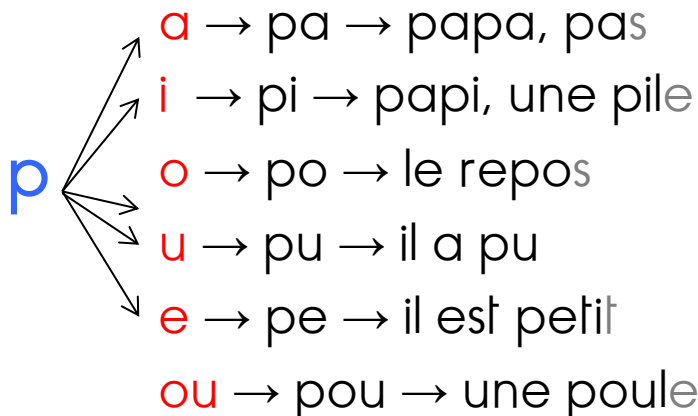 a → pa → papa, pas
i → pi → papi, une pile
p
o → po → le repos
u → pu → il a pu
e → pe → il est petit
ou → pou → une poule